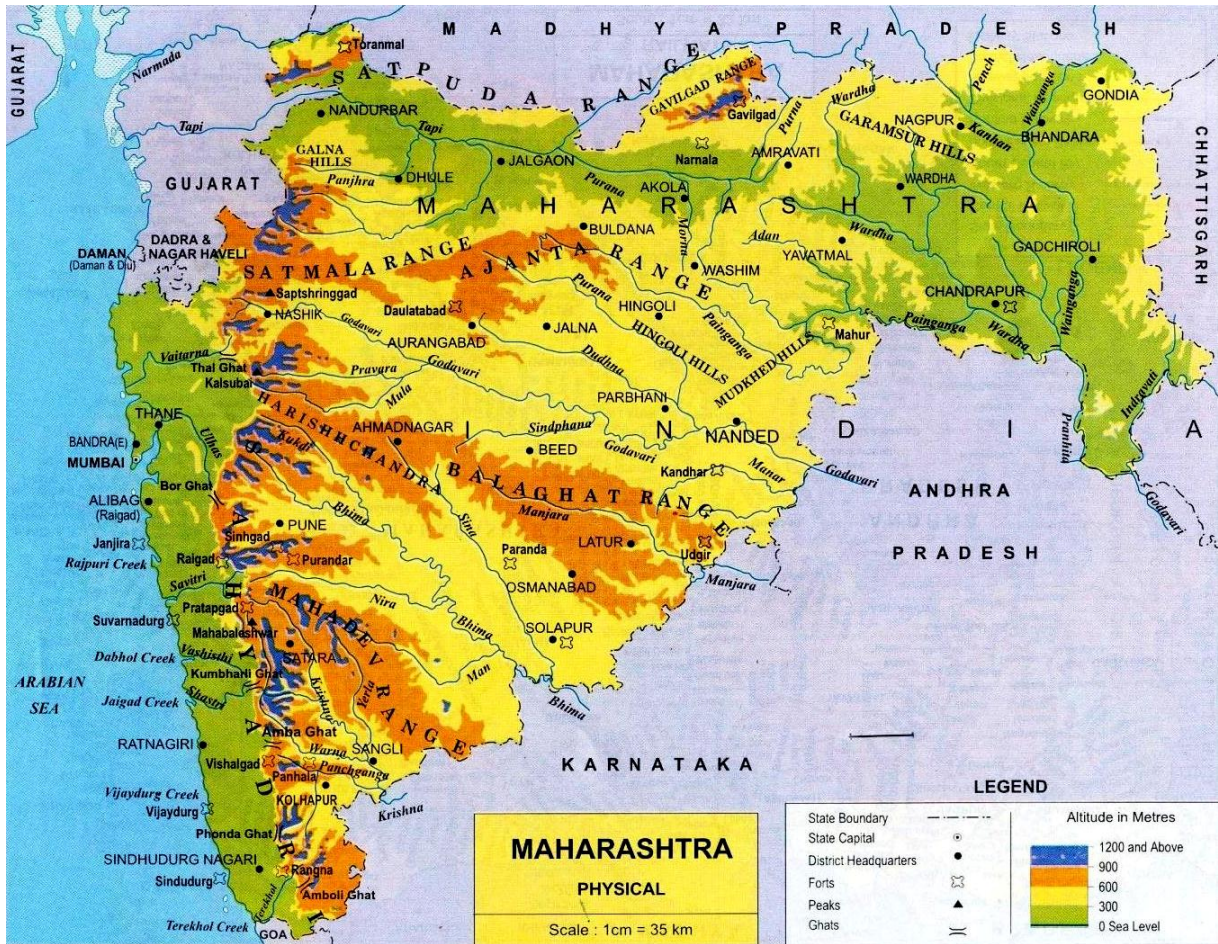 MADHYA PRADESH
GUJARAT
Narmada
Toranmal
SATPUDA RANGE
GAVILGAD RANGE
Gavilgad
Pench
Wainganga
GONDIA
Wardha
Purna
NAGPUR
Kanhan
BHANDARA
GARAMSUR HILLS
NANDURBAR
Tapi
Tapi
JALGAON
Narnala
AMRAVATI
CHHATTISGARH
GALNA
HILLS
Panjhra
DHULE
GUJARAT
Purana
AKOLA
WARDHA
MAHARASHTRA
Morna
BULDANA
Adan
Wardha
YAVATMAL
GADCHIROLI
DAMAN
(Daman & Diu)
DADRA &
NAGAR HAVELI
SATMALA RANGE
AJANTA RANGE
WASHIM
Saptshringgad
NASHIK
Godavari
Daulatabad
AURANGABAD
JALNA
Purana
HINGOLI
HINGOLI HILLS
Painganga
CHANDRAPUR
Mahur
Painganga
Wardha
Wainganga
MUDKHED HILLS
Vaitarna
Thal Ghat
Kalsubai
Pravara
Godavari
Mula
Dudhna
PARBHANI
NANDED
THANE
BANDRA(E)
MUMBAI
Ulhas
HARISHCHCHANDRA
BALAGHAT RANGE
Kukdi
AHMADNAGAR
Sindphana
BEED
Godavari
Kandhar
Manar
Godavari
INDIA
Pranhita
Indravati
Godavari
Bor Ghat
ALIBAG
(Raigad)
Bhima
Sina
Manjara
ANDHRA
PRADESH
Janjira
Rajpuri Creek
PUNE
Sinhgad
Raigad
Purandar
Paranda
LATUR
Udgir
OSMANABAD
Manjara
Savitri
Pratapgad
Suvarnadurg
Mahabaleshwar
MAHADEV RANGE
Nira
Bhima
SOLAPUR
Vashisthi
Dabhol Creek
Kumbharli Ghat
SATARA
Man
Bhima
ARABIAN
SEA
Jaigad Creek
Shastri
SAHYADRI
Krishna
Yerla
RATNAGIRI
Amba Ghat
Warna
SANGLI
Vishalgad
Panhala
Panchganga
KOLHAPUR
Krishna
KARNATAKA
Vijaydurg Creek
Vijaydurg
Phonda Ghat
SINDHUDURG NAGARI
Sindudurg
Rangna
Amboli Ghat
Terekhol
Terekhol Creek
GOA
MAHARASHTRA
PHYSICAL
Scale : 1cm = 35 km
LEGEND
State Boundary
State Capital
District Headquarters
Forts
Peaks
Ghats
Altitude in Metres
1200 and Above
900
600
300
0 Sea Level